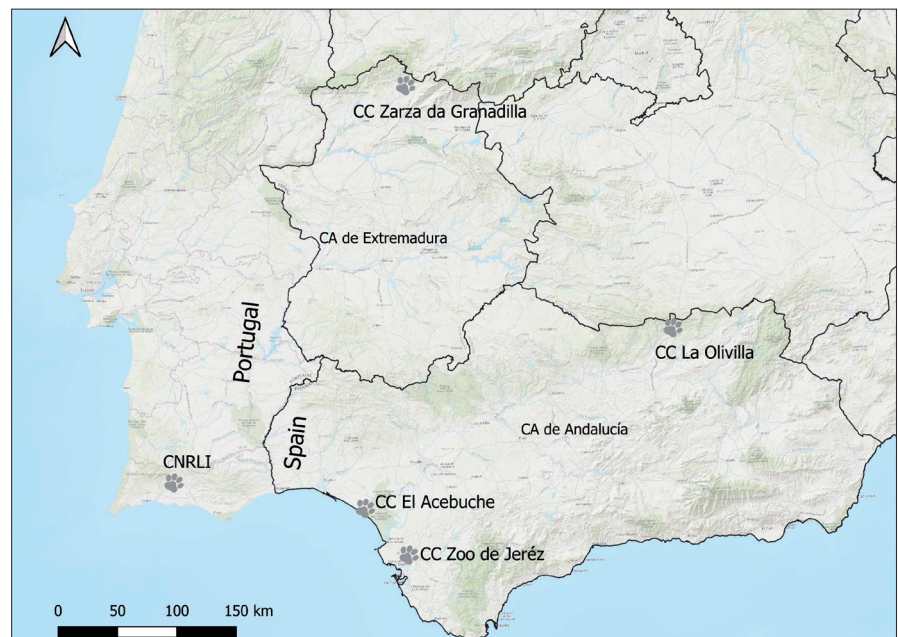 CC Zarza da Granadilla
CA de Extremadura
Portugal
CC La Olivilla
Spain
CA de Andalucía
CNRLI
CC El Acebuche
CC Zoo de Jeréz
0 50 100 150 km